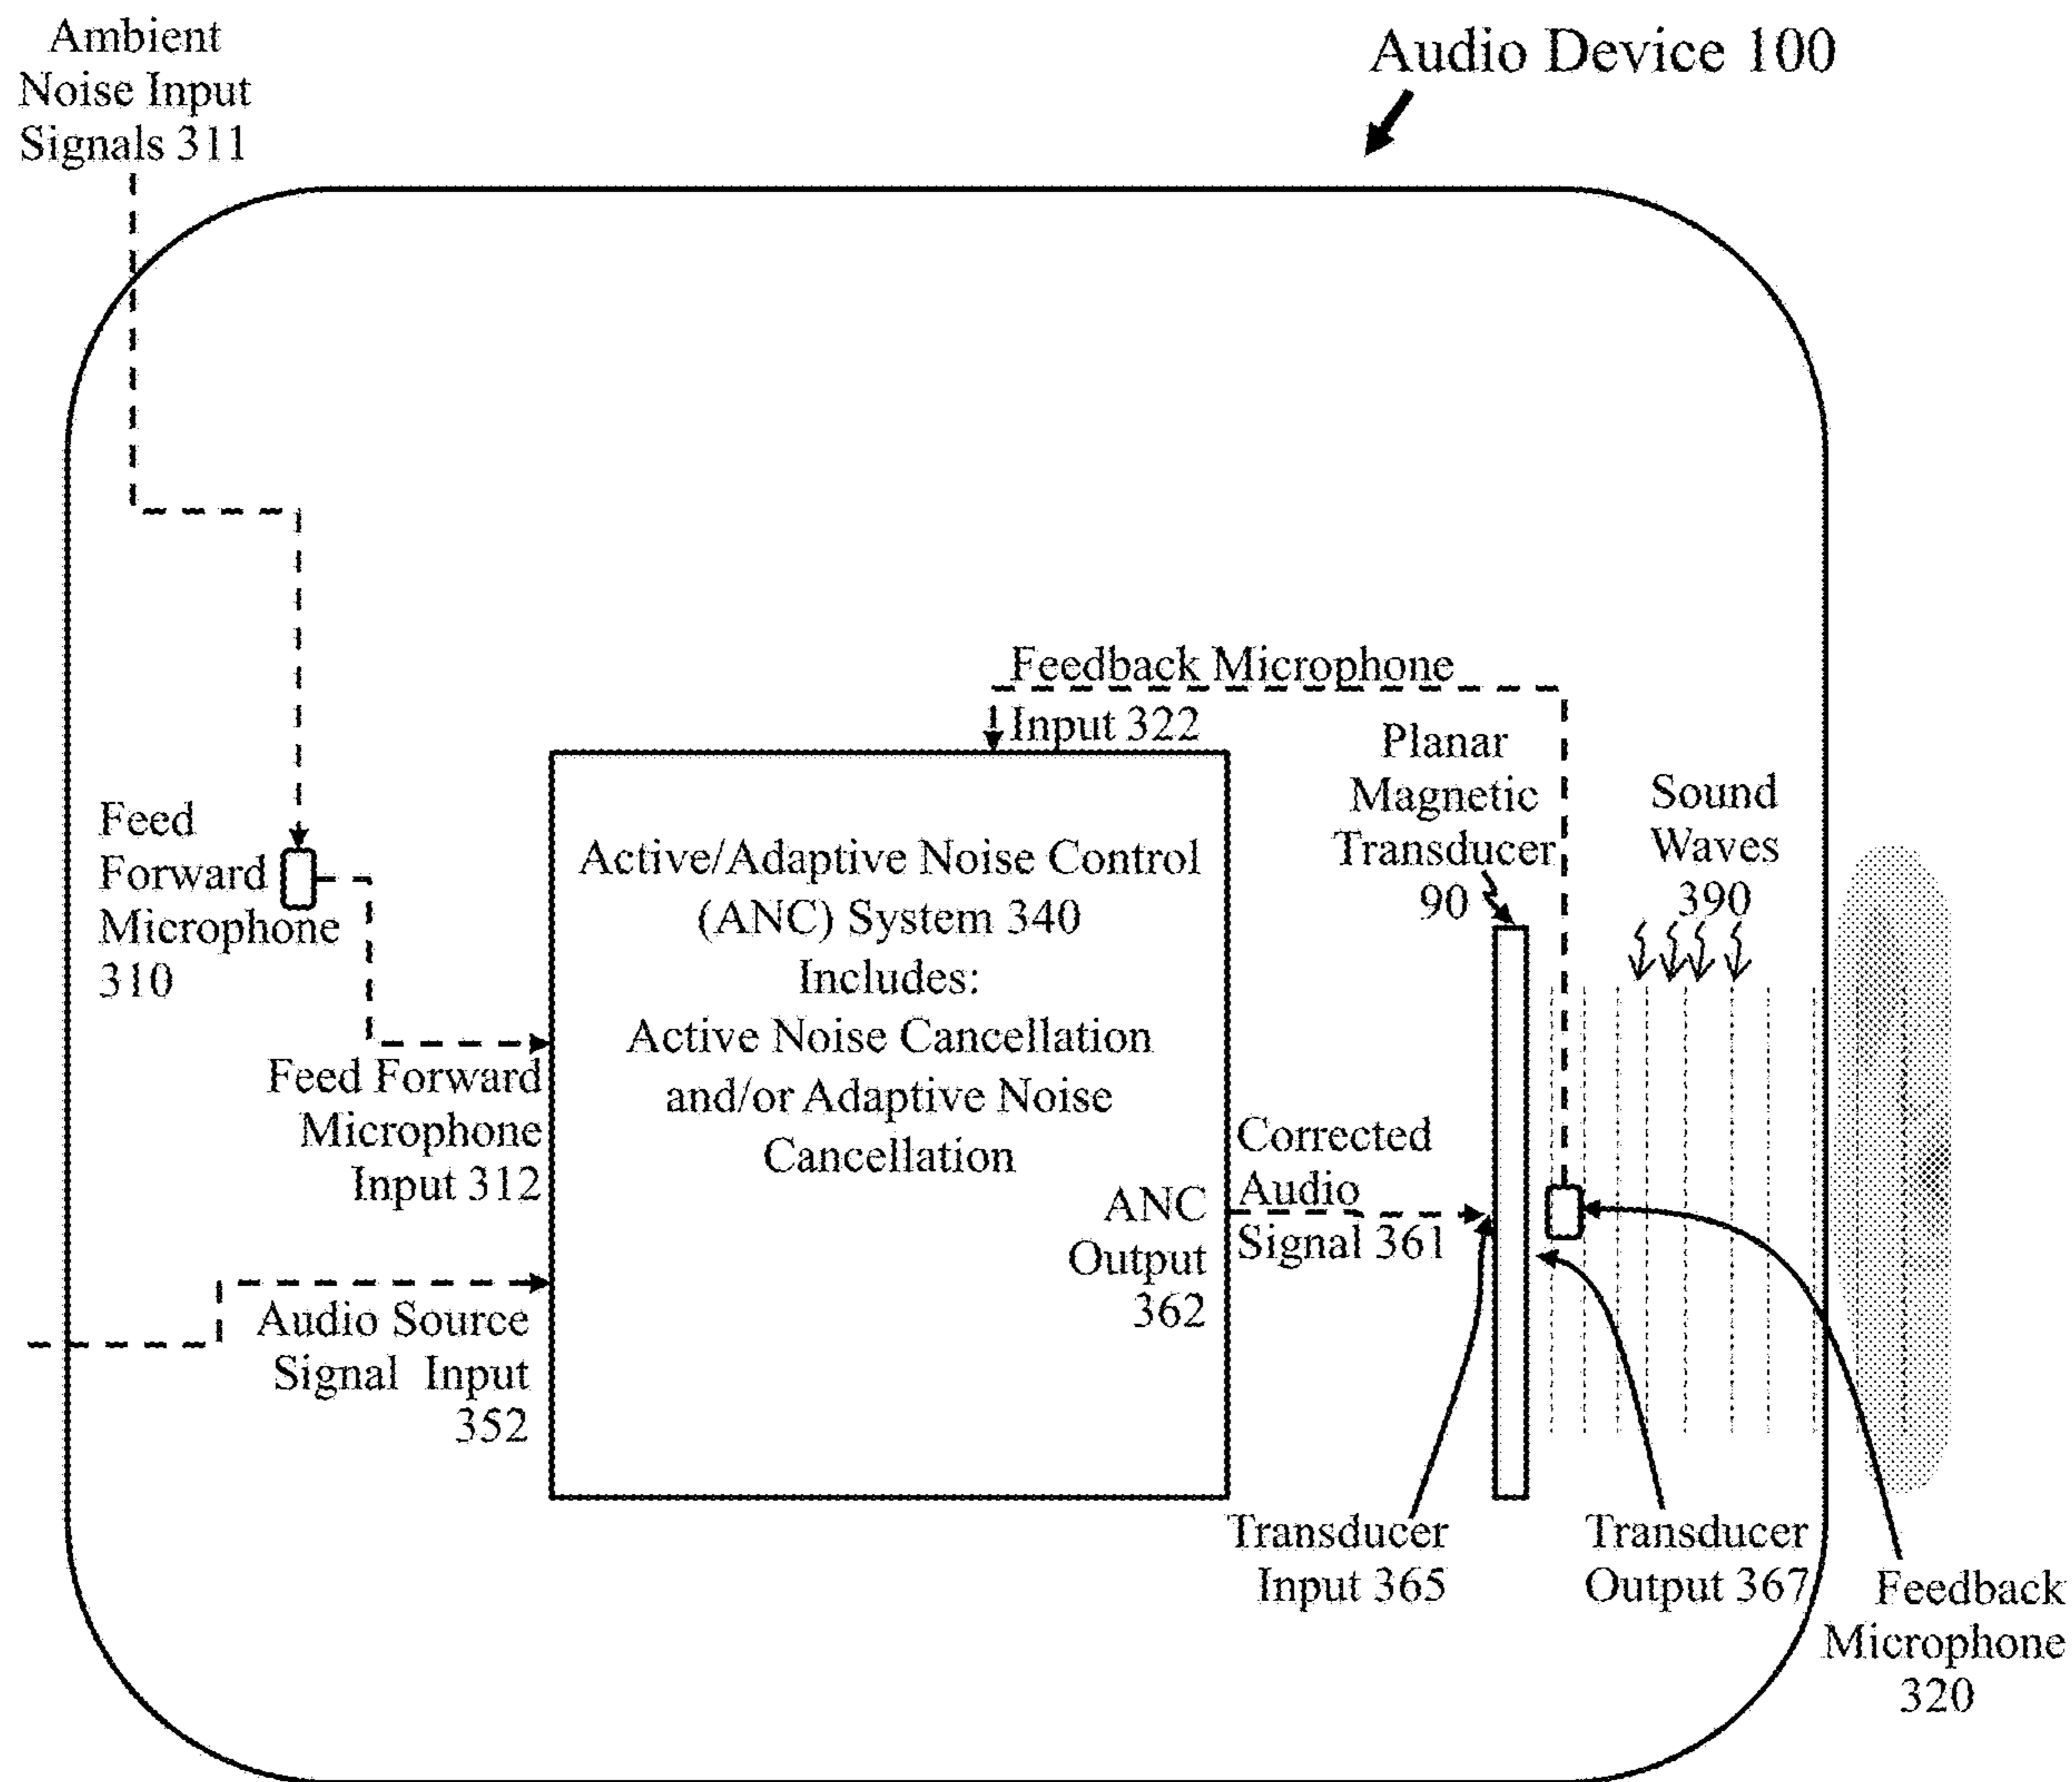 Ambient
Noise Input
Signals 311
Audio Device 100
Feedback Microphone
Input 322
Planar
Magnetic
Transducer
90
Sound
Waves
390
Feed
Forward
Microphone
310
Active/Adaptive Noise Control
(ANC) System 340
Includes:
Active Noise Cancellation
and/or Adaptive Noise
Cancellation
Feed Forward
Microphone
Input 312
Corrected
Audio
Signal 361
ANC
Output
362
Audio Source
Signal Input
352
Transducer
Input 365
Transducer
Output 367
Feedback
Microphone
320